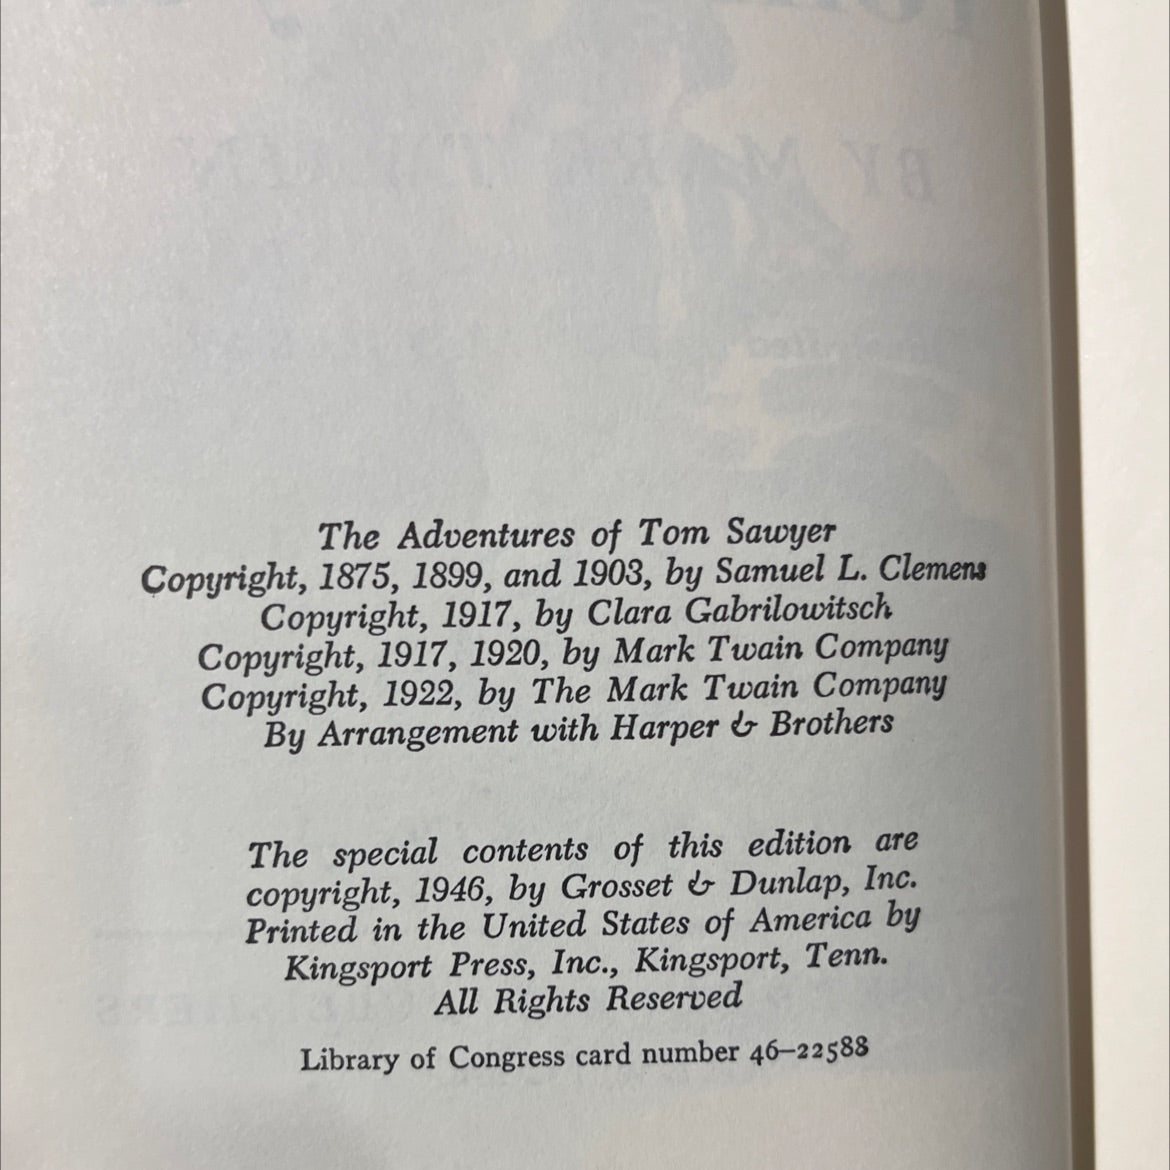 The Adventures of Tom Sawyer
Copyright, 1875, 1899, and 1903, by Samuel L. Clemens
Copyright, 1917, by Clara Gabrilowitsch
Copyright, 1917, 1920, by Mark Twain Company
Copyright, 1922, by The Mark Twain Company
By Arrangement with Harper & Brothers
The special contents of this edition are
copyright, 1946, by Grosset & Dunlap, Inc.
Printed in the United States of America by
Kingsport Press, Inc., Kingsport, Tenn.
All Rights Reserved
Library of Congress card number 46–22588